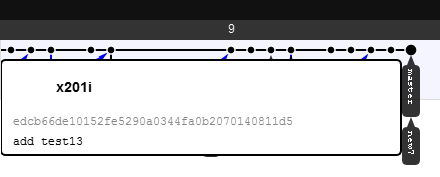 9
x201i
edcb66de10152fe5290a0344fa0b2070140811d5
add test13
master
new7